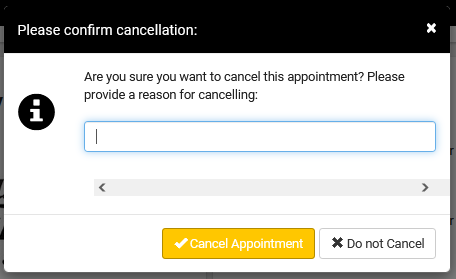 Please confirm cancellation:
Are you sure you want to cancel this appointment? Please
provide a reason for cancelling:
Cancel Appointment
Do not Cancel